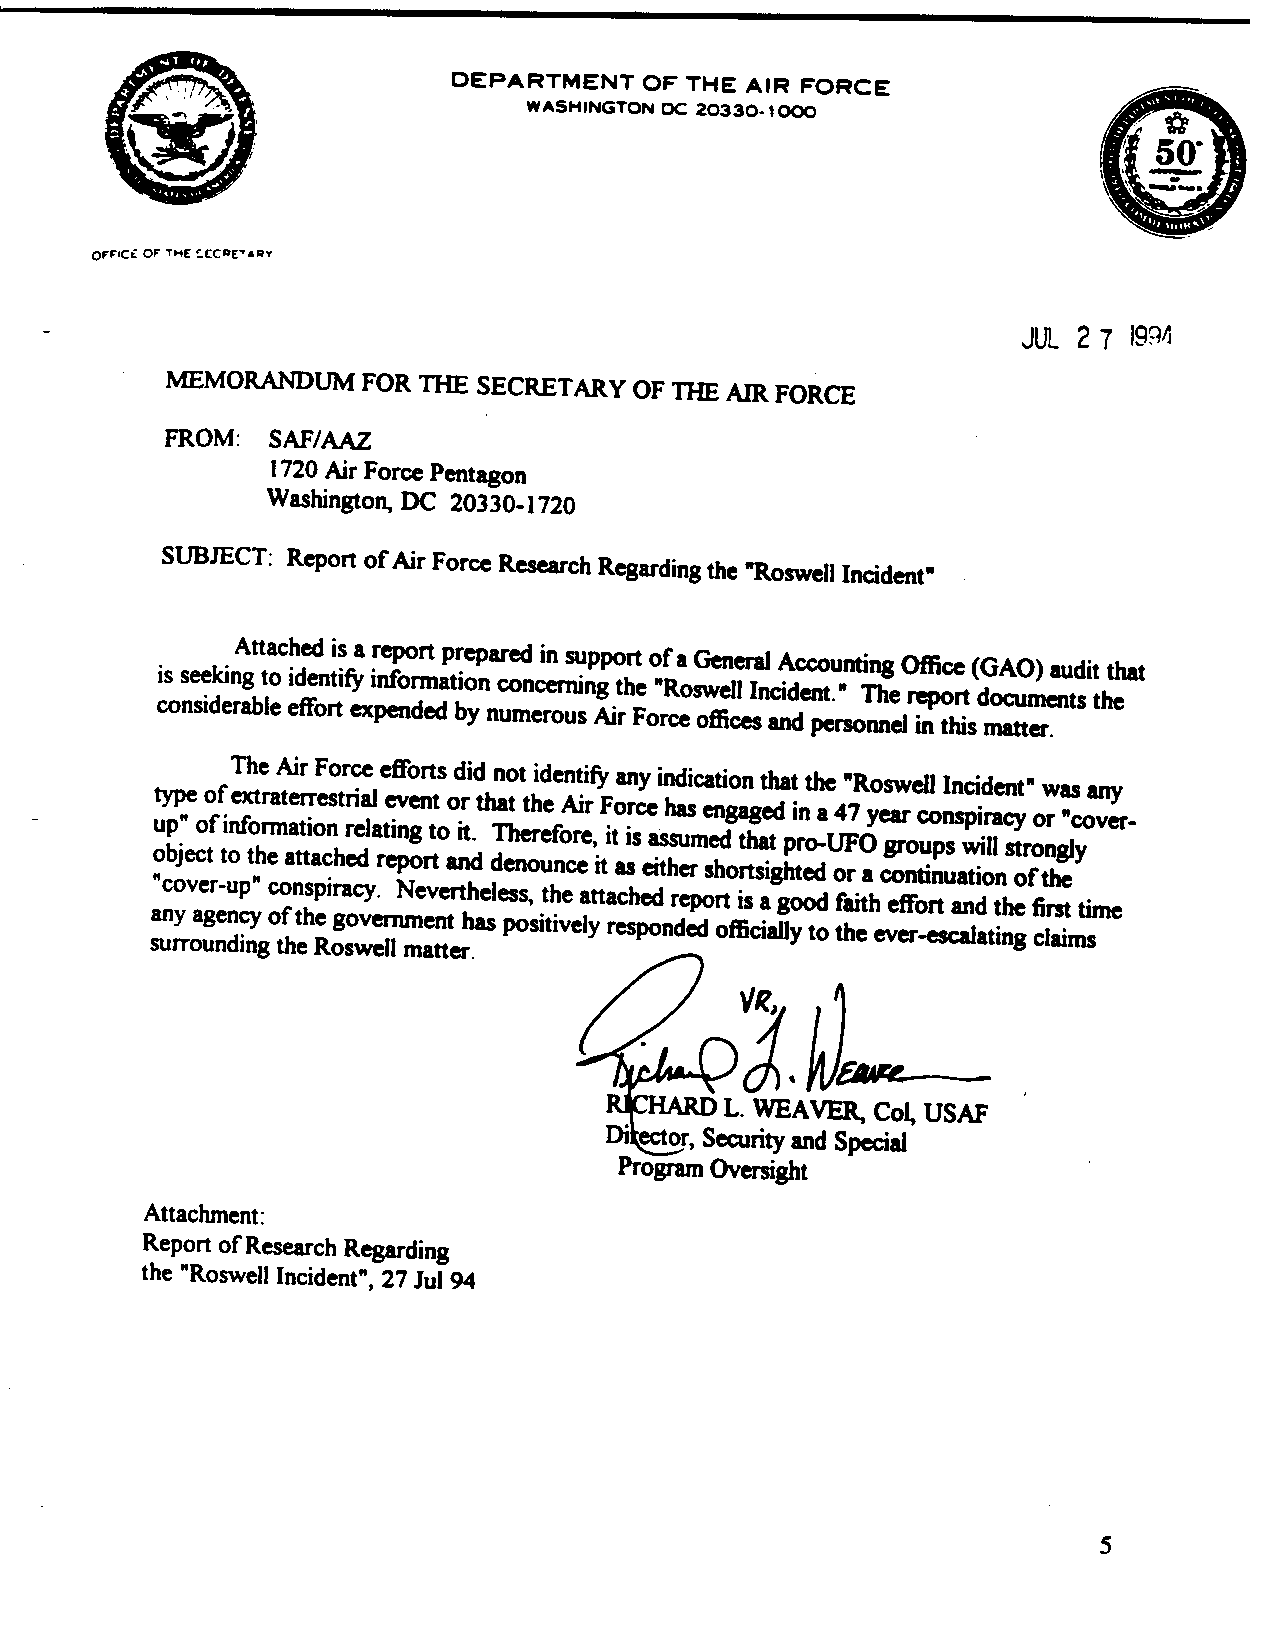 DEPARTMENT OF THE AIR FORCE
WASHINGTON DC 20330-1000
DEPARTMENT OF DEFENSE
50
OFFICE OF THE SECRETARY
JUL 27 1994
MEMORANDUM FOR THE SECRETARY OF THE AIR FORCE
FROM: SAF/AAZ
1720 Air Force Pentagon
Washington, DC 20330-1720
SUBJECT: Report of Air Force Research Regarding the "Roswell Incident"
Attached is a report prepared in support of a General Accounting Office (GAO) audit that
is seeking to identify information concerning the "Roswell Incident." The report documents the
considerable effort expended by numerous Air Force offices and personnel in this matter.
The Air Force efforts did not identify any indication that the "Roswell Incident" was any
type of extraterrestrial event or that the Air Force has engaged in a 47 year conspiracy or "cover-
up" of information relating to it. Therefore, it is assumed that pro-UFO groups will strongly
object to the attached report and denounce it as either shortsighted or a continuation of the
"cover-up" conspiracy. Nevertheless, the attached report is a good faith effort and the first time
any agency of the government has positively responded officially to the ever-escalating claims
surrounding the Roswell matter.
VR,
Richard L. Weaver
RICHARD L. WEAVER, Col, USAF
Director, Security and Special
Program Oversight
Attachment:
Report of Research Regarding
the "Roswell Incident", 27 Jul 94
5